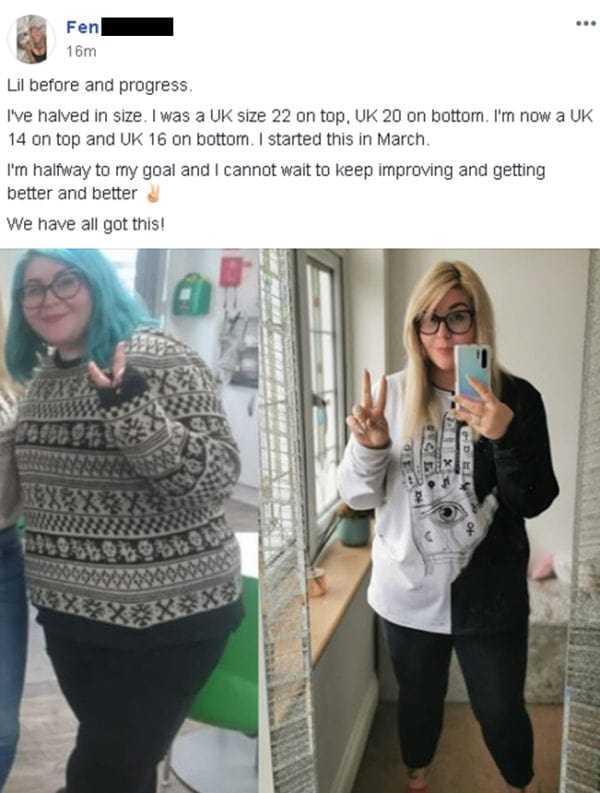 Fen
16m
Lil before and progress.
I've halved in size. I was a UK size 22 on top, UK 20 on bottom. I'm now a UK
14 on top and UK 16 on bottom. I started this in March.
I'm halfway to my goal and I cannot wait to keep improving and getting
better and better ✌🏼
We have all got this!